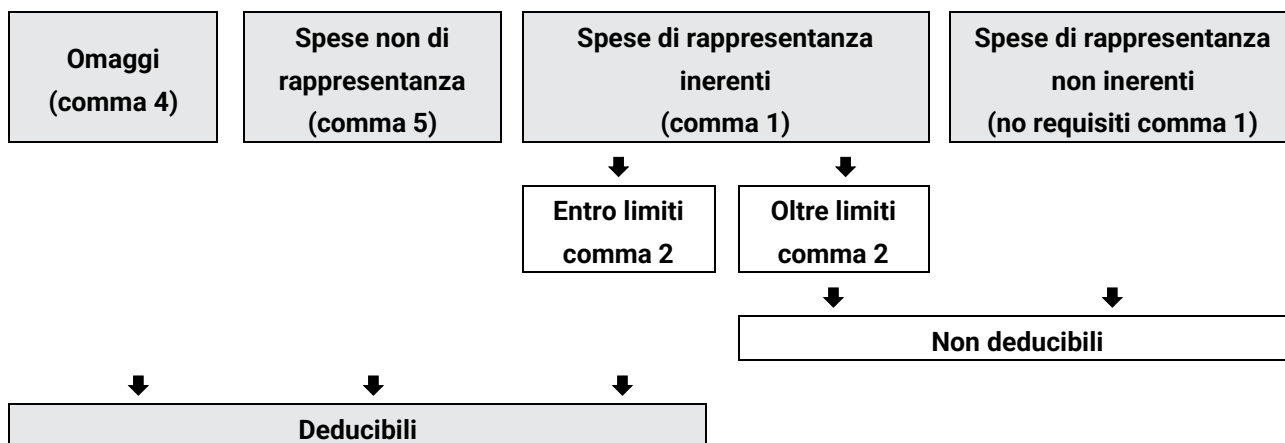 Omaggi
(comma 4)
Spese non di
rappresentanza
(comma 5)
Spese di rappresentanza
inerenti
(comma 1)
Spese di rappresentanza
non inerenti
(no requisiti comma 1)
Entro limiti
comma 2
Oltre limiti
comma 2
Non deducibili
Deducibili